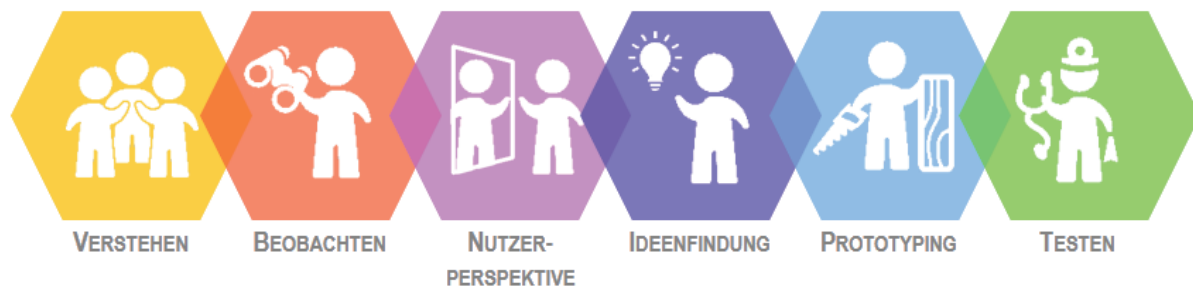 VERSTEHEN
BEOBACHTEN
NUTZER-
PERSPEKTIVE
IDEENFINDUNG
PROTOTYPING
TESTEN